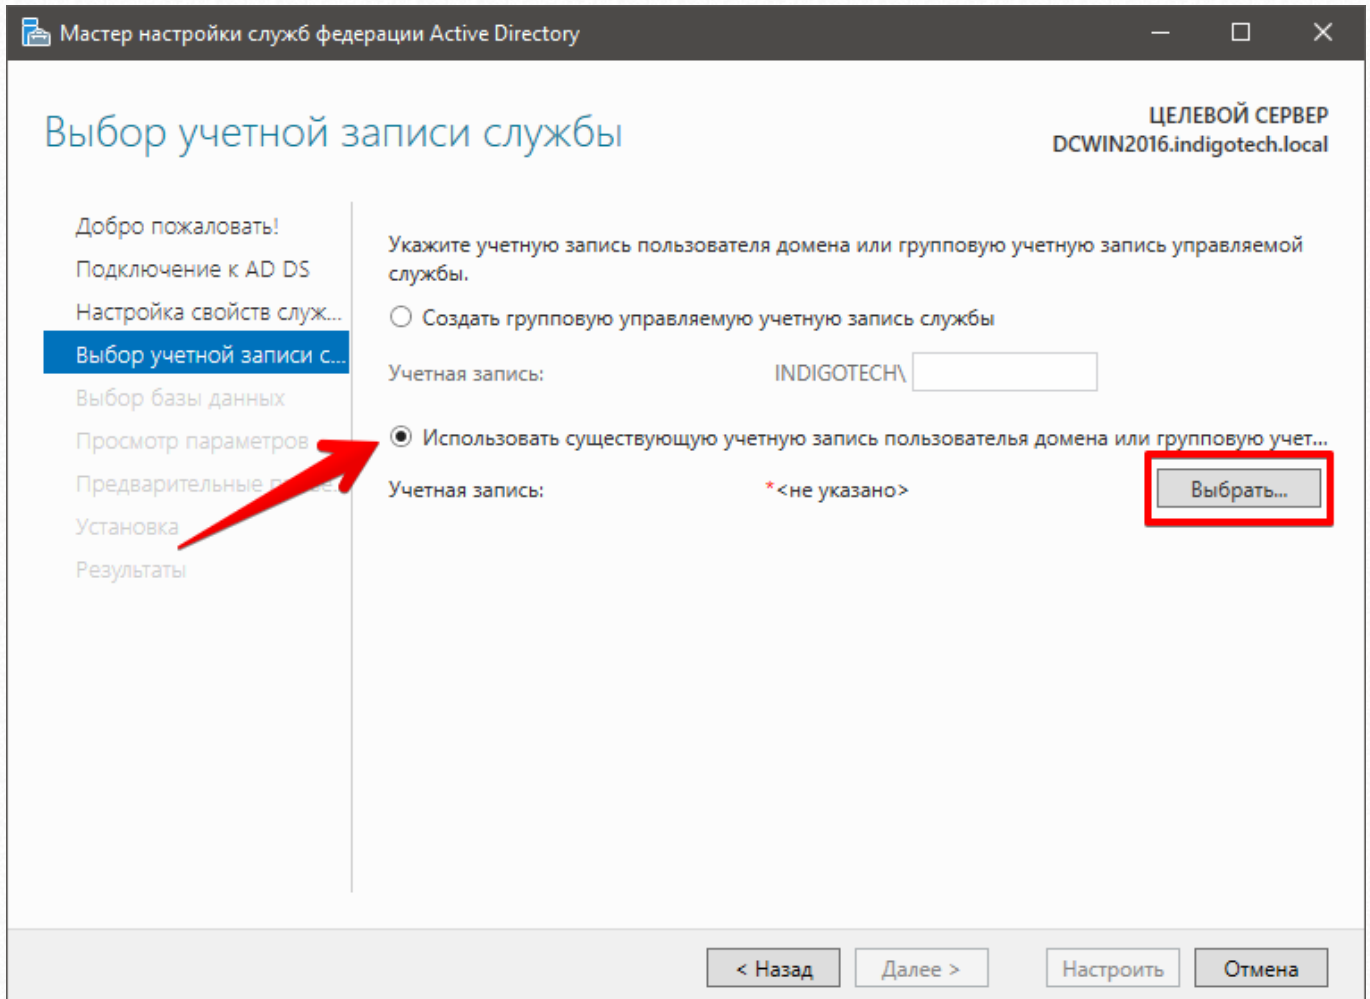 Мастер настройки служб федерации Active Directory
Выбор учетной записи службы
ЦЕЛЕВОЙ СЕРВЕР
DCWIN2016.indigotech.local
Добро пожаловать!
Подключение к AD DS
Настройка свойств служ...
Выбор учетной записи с...
Выбор базы данных
Просмотр параметров
Предварительные
Установка
Результаты
Укажите учетную запись пользователя домена или групповую учетную запись управляемой
службы.
Создать групповую управляемую учетную запись службы
Учетная запись: INDIGOTECH\
Использовать существующую учетную запись пользователья домена или групповую учет...
Учетная запись: *<не указано> Выбрать...
< Назад Далее > Настроить Отмена